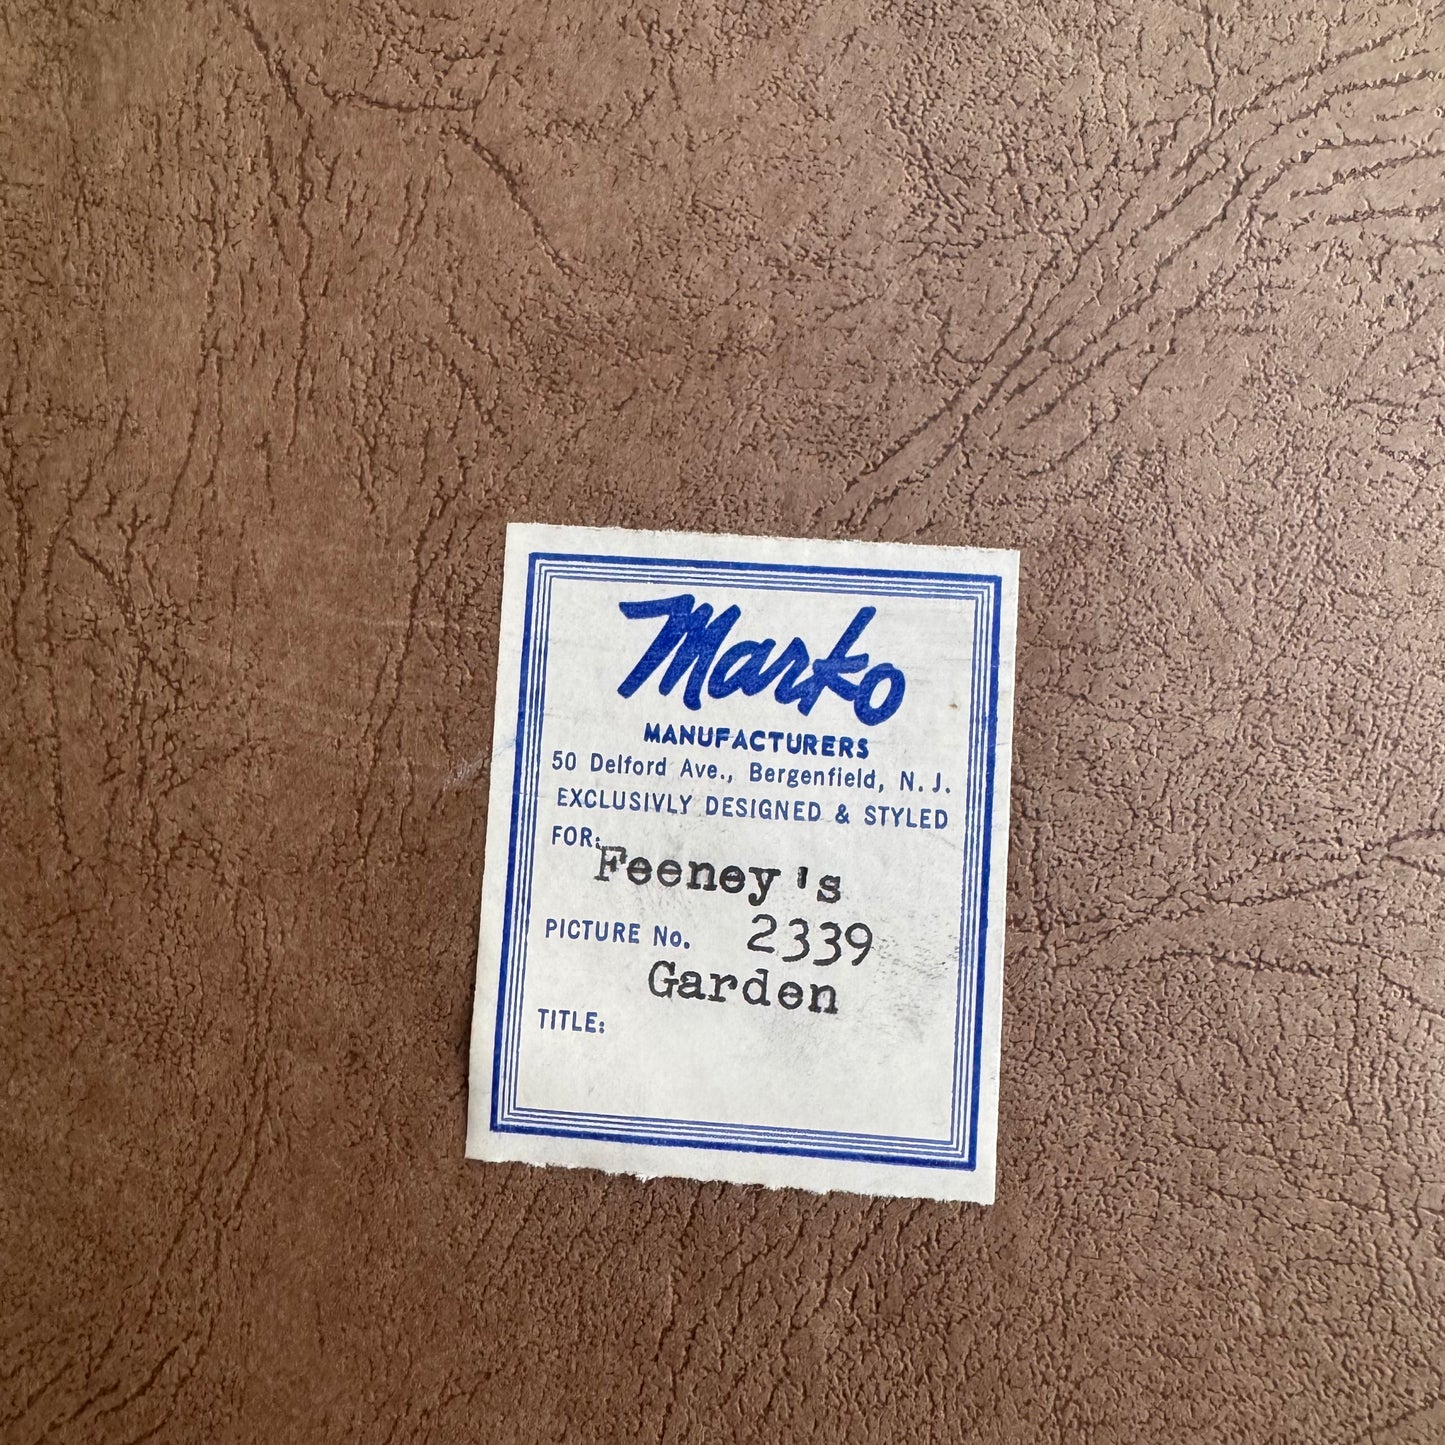 Marko
MANUFACTURERS
50 Delford Ave., Bergenfield, N. J.
EXCLUSIVLY DESIGNED & STYLED
FOR: Feeney's
PICTURE No. 2339
Garden
TITLE: